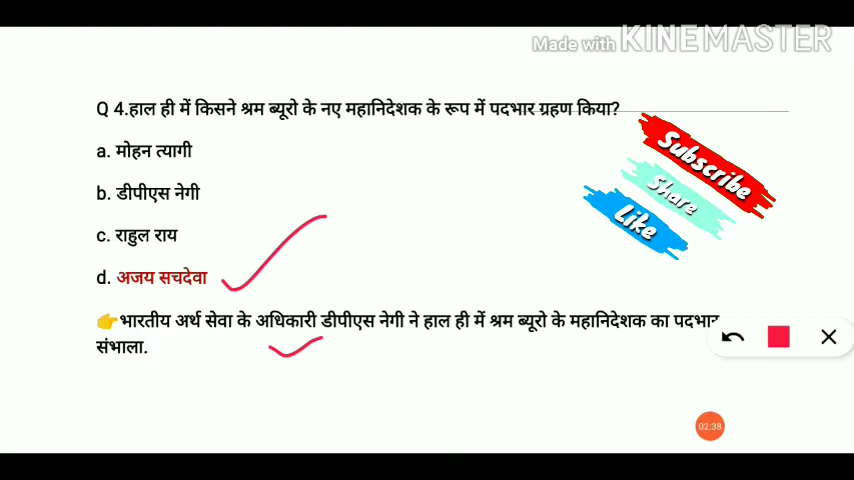 Made with KINEMASTER
Q 4.हाल ही में किसने श्रम ब्यूरो के नए महानिदेशक के रूप में पदभार ग्रहण किया?
a. मोहन त्यागी
b. डीपीएस नेगी
c. राहुल राय
d. अजय सचदेवा
👉भारतीय अर्थ सेवा के अधिकारी डीपीएस नेगी ने हाल ही में श्रम ब्यूरो के महानिदेशक का पदभार
संभाला.
Subscribe
Share
Like
02:38